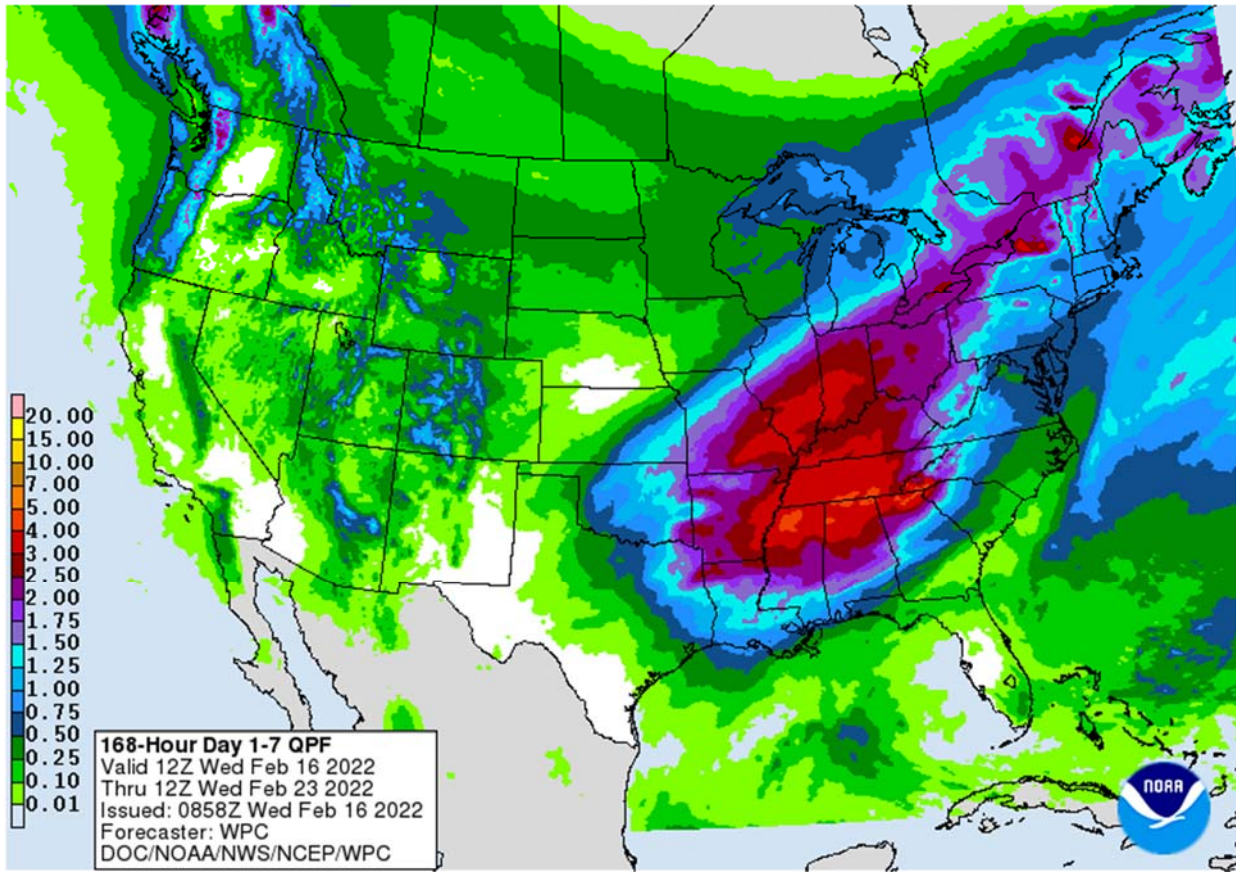 20.00
15.00
10.00
7.00
5.00
4.00
3.00
2.50
2.00
1.75
1.50
1.25
1.00
0.75
0.50
0.25
0.10
0.01
168-Hour Day 1-7 QPF
Valid 12Z Wed Feb 16 2022
Thru 12Z Wed Feb 23 2022
Issued: 0858Z Wed Feb 16 2022
Forecaster: WPC
DOC/NOAA/NWS/NCEP/WPC
NOAA